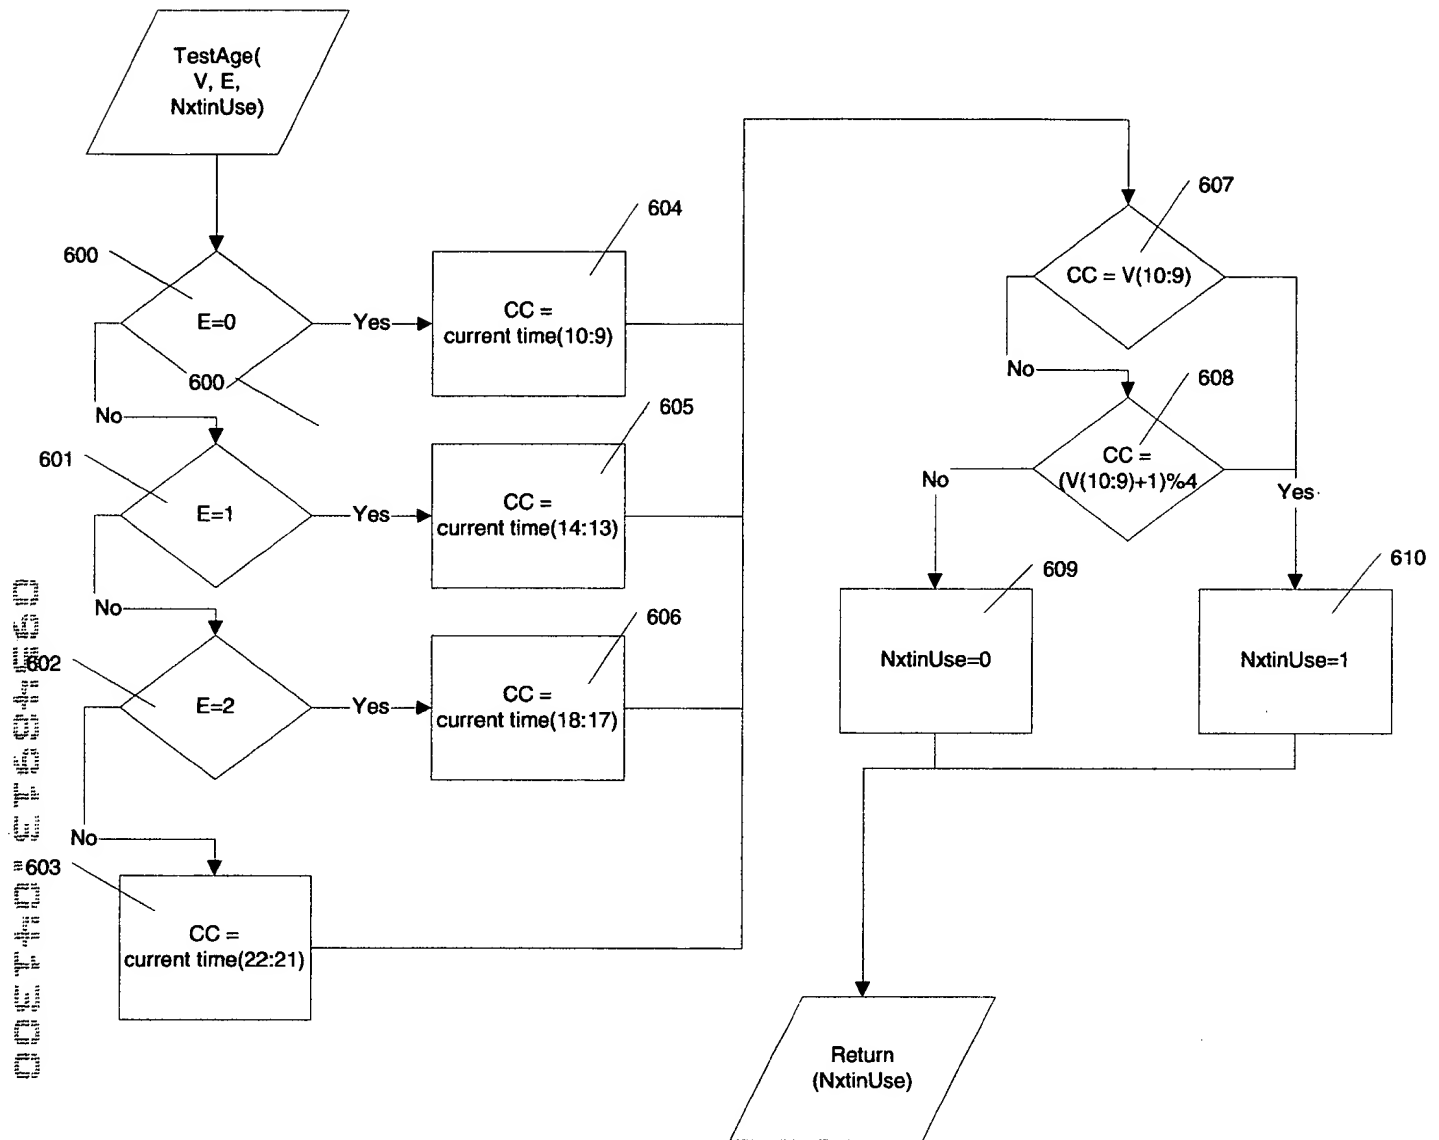 TestAge(
V, E,
NxtinUse)
600
E=0
Yes
604
CC =
current time(10:9)
600
No
601
E=1
Yes
605
CC =
current time(14:13)
No
602
E=2
Yes
606
CC =
current time(18:17)
No
603
CC =
current time(22:21)
607
CC = V(10:9)
No
608
CC =
(V(10:9)+1)%4
No
Yes
609
NxtinUse=0
610
NxtinUse=1
Return
(NxtinUse)